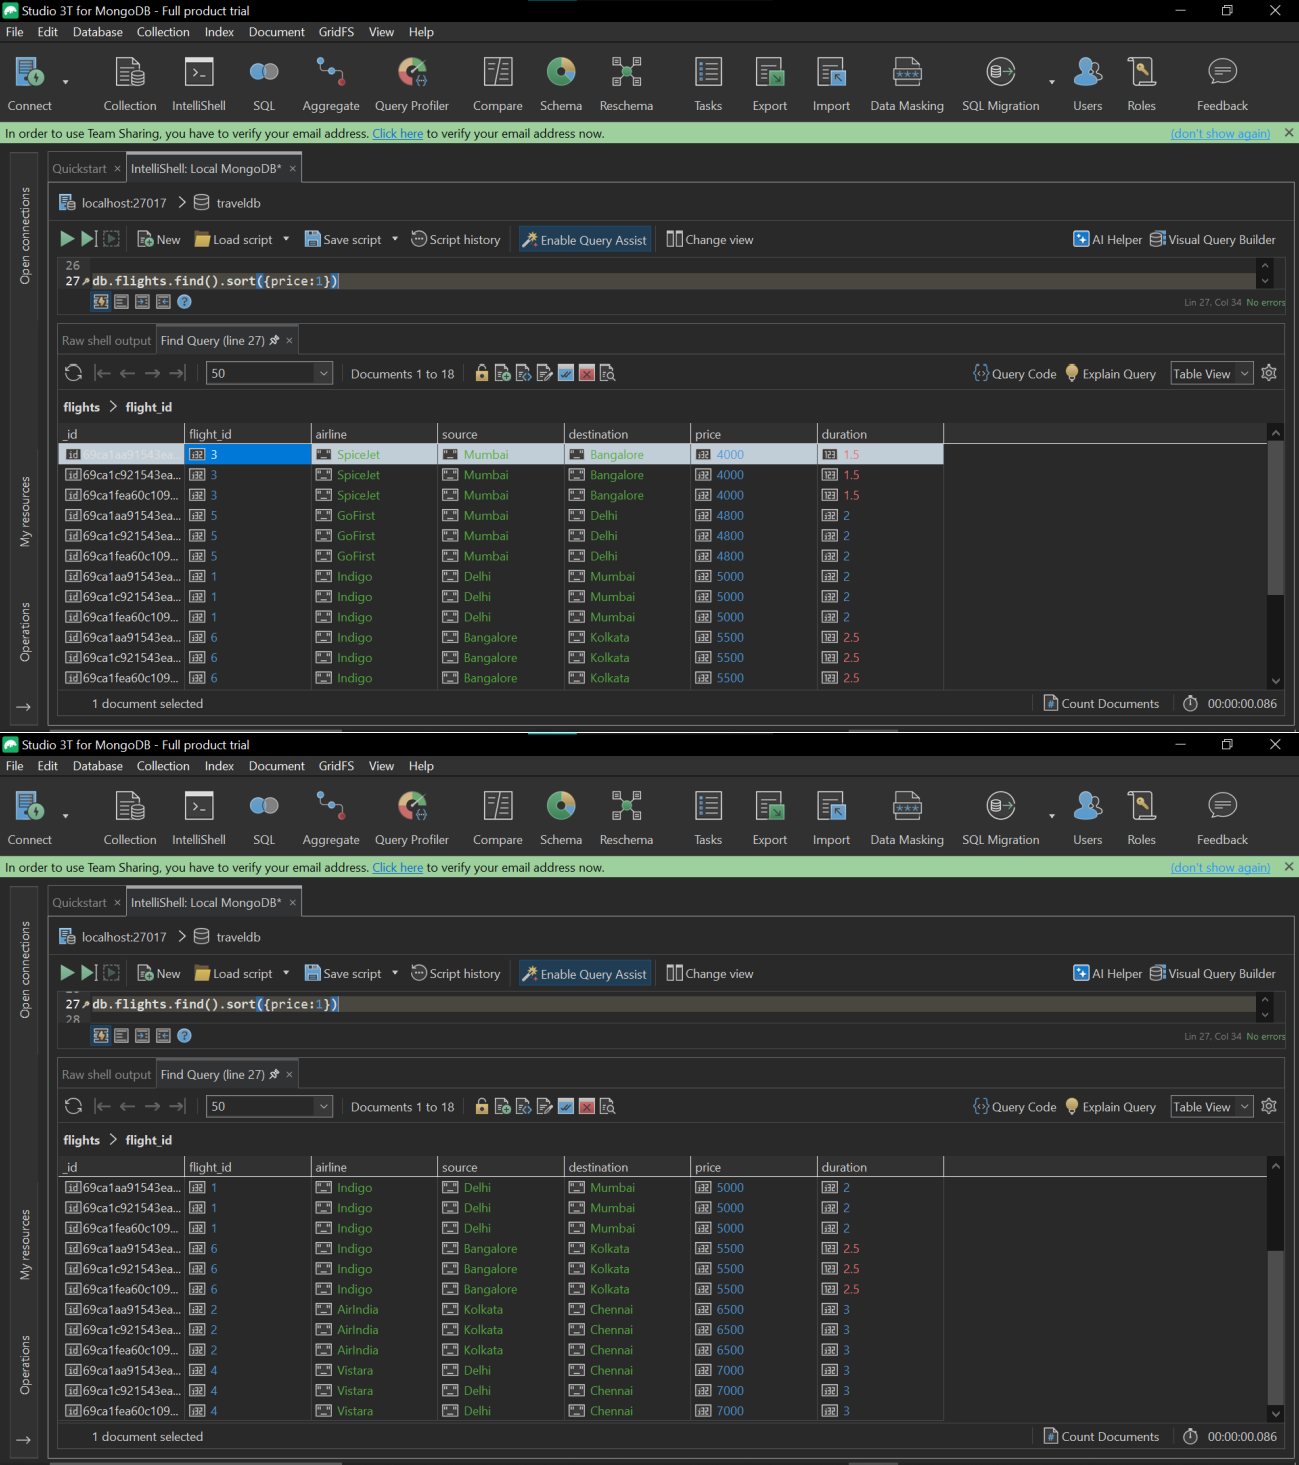 Studio 3T for MongoDB - Full product trial
File Edit Database Collection Index Document GridFS View Help
Connect Collection IntelliShell SQL Aggregate Query Profiler Compare Schema Reschema Tasks Export Import Data Masking SQL Migration Users Roles Feedback
In order to use Team Sharing, you have to verify your email address. Click here to verify your email address now. (don't show again)
Open connections
My resources
Operations
Quickstart × IntelliShell: Local MongoDB* ×
localhost:27017 > traveldb
New Load script Save script Script history Enable Query Assist Change view AI Helper Visual Query Builder
26
27 db.flights.find().sort({price:1})
Lin 27, Col 34 No errors
Raw shell output Find Query (line 27) ×
50 Documents 1 to 18 Query Code Explain Query Table View
flights > flight_id
_id flight_id airline source destination price duration
69ca1aa91543ea... 3 SpiceJet Mumbai Bangalore 4000 1.5
69ca1c921543ea... 3 SpiceJet Mumbai Bangalore 4000 1.5
69ca1fea60c109... 3 SpiceJet Mumbai Bangalore 4000 1.5
69ca1aa91543ea... 5 GoFirst Mumbai Delhi 4800 2
69ca1c921543ea... 5 GoFirst Mumbai Delhi 4800 2
69ca1fea60c109... 5 GoFirst Mumbai Delhi 4800 2
69ca1aa91543ea... 1 Indigo Delhi Mumbai 5000 2
69ca1c921543ea... 1 Indigo Delhi Mumbai 5000 2
69ca1fea60c109... 1 Indigo Delhi Mumbai 5000 2
69ca1aa91543ea... 6 Indigo Bangalore Kolkata 5500 2.5
69ca1c921543ea... 6 Indigo Bangalore Kolkata 5500 2.5
69ca1fea60c109... 6 Indigo Bangalore Kolkata 5500 2.5
1 document selected Count Documents 00:00:00.086
Studio 3T for MongoDB - Full product trial
File Edit Database Collection Index Document GridFS View Help
Connect Collection IntelliShell SQL Aggregate Query Profiler Compare Schema Reschema Tasks Export Import Data Masking SQL Migration Users Roles Feedback
In order to use Team Sharing, you have to verify your email address. Click here to verify your email address now. (don't show again)
Open connections
My resources
Operations
Quickstart × IntelliShell: Local MongoDB* ×
localhost:27017 > traveldb
New Load script Save script Script history Enable Query Assist Change view AI Helper Visual Query Builder
27 db.flights.find().sort({price:1})
28
Lin 27, Col 34 No errors
Raw shell output Find Query (line 27) ×
50 Documents 1 to 18 Query Code Explain Query Table View
flights > flight_id
_id flight_id airline source destination price duration
69ca1aa91543ea... 1 Indigo Delhi Mumbai 5000 2
69ca1c921543ea... 1 Indigo Delhi Mumbai 5000 2
69ca1fea60c109... 1 Indigo Delhi Mumbai 5000 2
69ca1aa91543ea... 6 Indigo Bangalore Kolkata 5500 2.5
69ca1c921543ea... 6 Indigo Bangalore Kolkata 5500 2.5
69ca1fea60c109... 6 Indigo Bangalore Kolkata 5500 2.5
69ca1aa91543ea... 2 AirIndia Kolkata Chennai 6500 3
69ca1c921543ea... 2 AirIndia Kolkata Chennai 6500 3
69ca1fea60c109... 2 AirIndia Kolkata Chennai 6500 3
69ca1aa91543ea... 4 Vistara Delhi Chennai 7000 3
69ca1c921543ea... 4 Vistara Delhi Chennai 7000 3
69ca1fea60c109... 4 Vistara Delhi Chennai 7000 3
1 document selected Count Documents 00:00:00.086